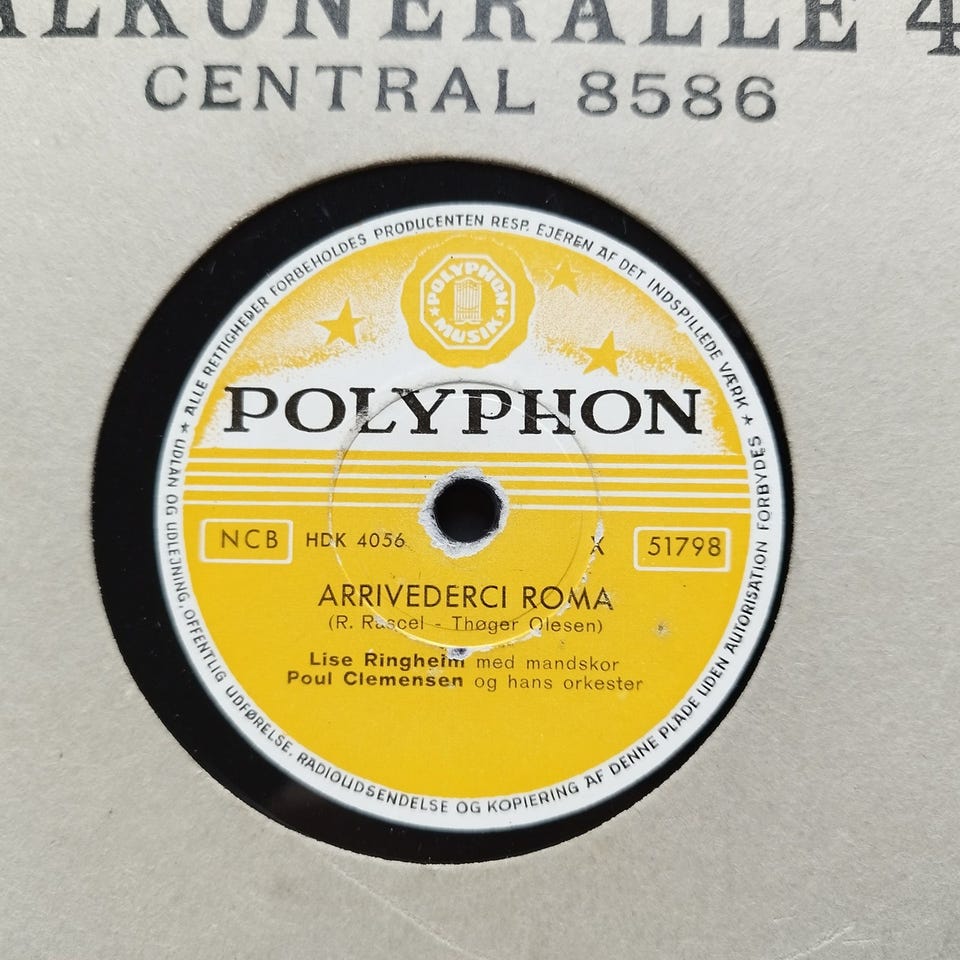 ALKONERALLE 4
CENTRAL 8586
★ ALLE RETTIGHEDER FORBEHOLDES PRODUCENTEN RESP. EJEREN AF DET INDSPILLEDE VÆRK ★
UDLAN OG UDLEJNING, OFFENTLIG UDFØRELSE, RADIOUDSENDELSE OG KOPIERING AF DENNE PLADE UDEN AUTORISATION FORBYDES
POLYPHON
MUSIK
POLYPHON
NCB HDK 4056 X 51798
ARRIVEDERCI ROMA
(R. Rascel - Thøger Olesen)
Lise Ringheim med mandskor
Poul Clemensen og hans orkester